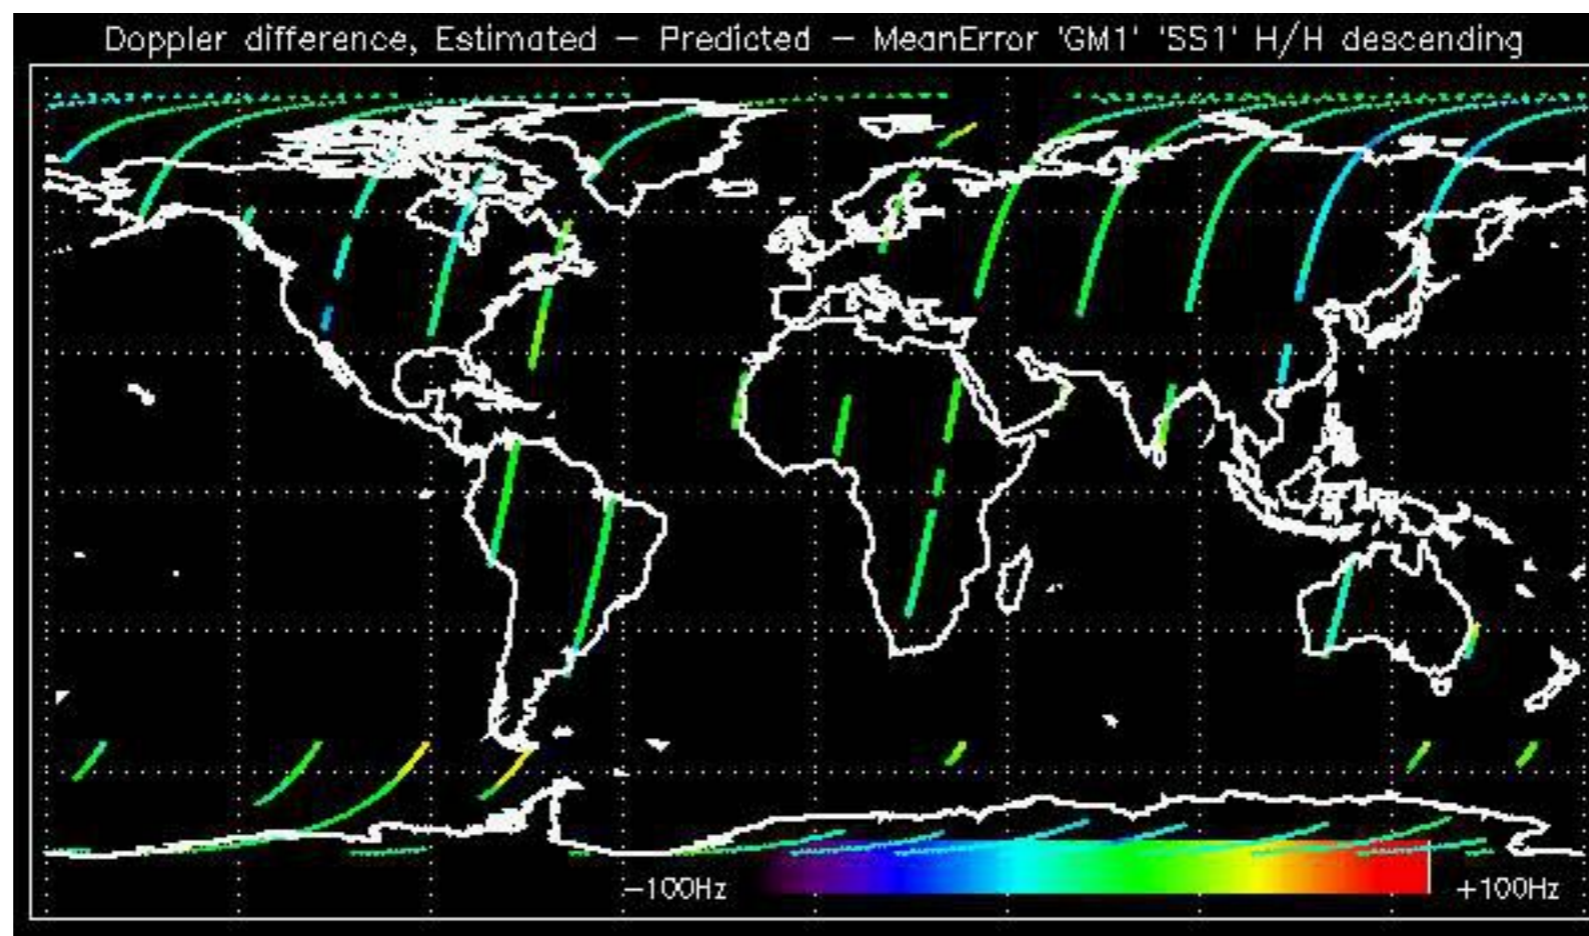 Doppler difference, Estimated - Predicted - MeanError 'GM1' 'SS1' H/H descending
-100Hz
+100Hz